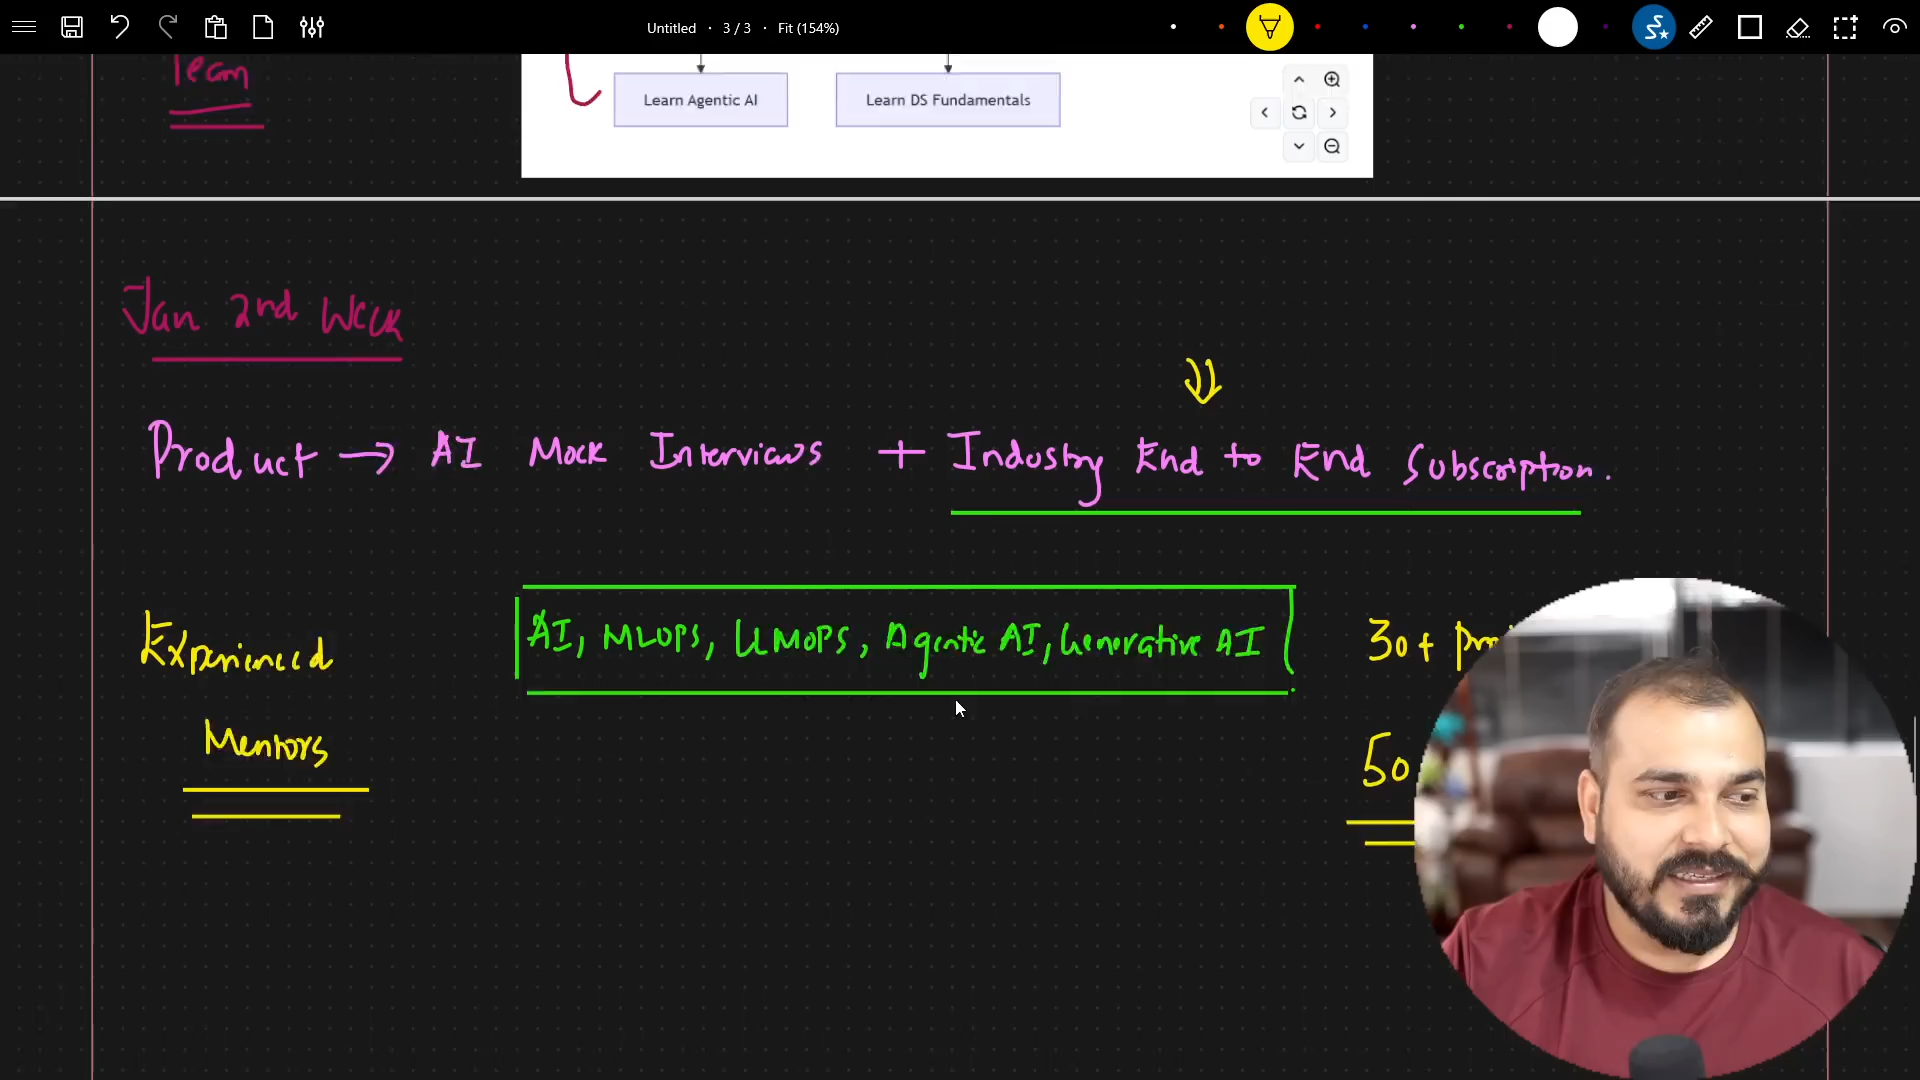 Untitled · 3 / 3 · Fit (154%)
Team
Learn Agentic AI
Learn DS Fundamentals
Jan 2nd Week
Product → AI Mock Interviews + Industry End to End Subscription.
AI, MLOPS, LLMOPS, Agentic AI, Generative AI
Experienced
Mentors
30+
50